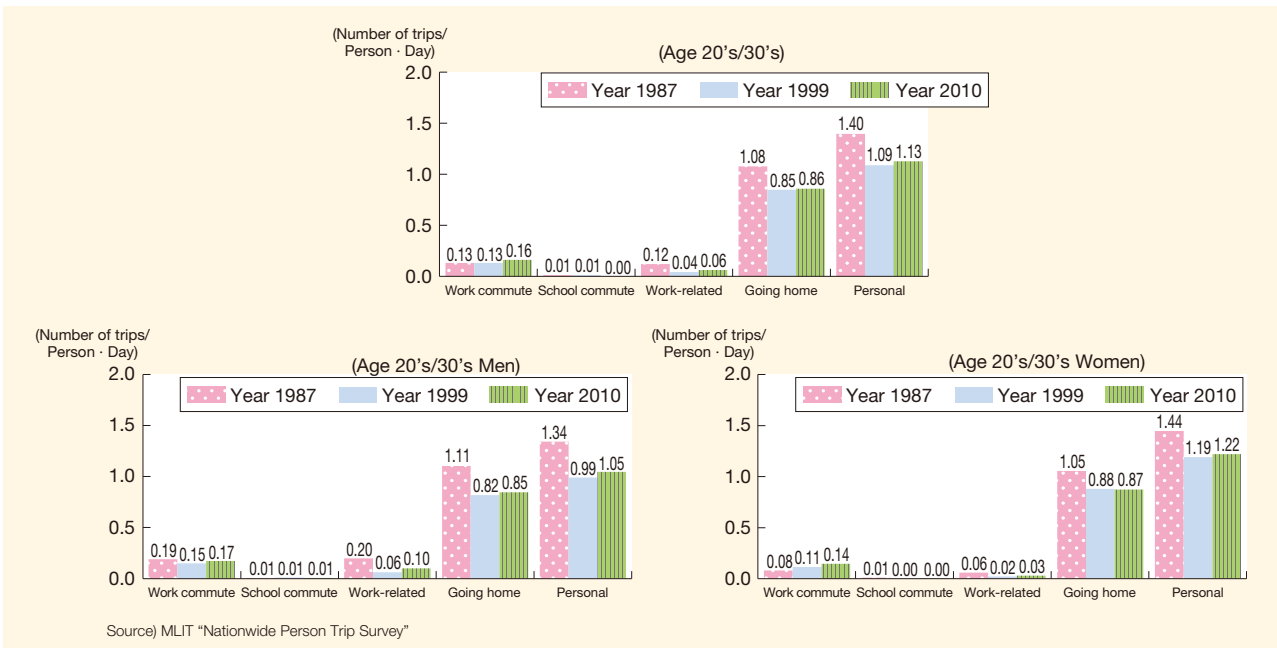 (Number of trips/
Person · Day)
(Age 20's/30's)
Year 1987 Year 1999 Year 2010
2.0
1.5
1.0
0.5
0.0
0.13 0.13 0.16
0.01 0.01 0.00
0.12 0.04 0.06
1.08 0.85 0.86
1.40 1.09 1.13
Work commute School commute Work-related Going home Personal
(Number of trips/
Person · Day)
(Age 20's/30's Men)
Year 1987 Year 1999 Year 2010
2.0
1.5
1.0
0.5
0.0
0.19 0.15 0.17
0.01 0.01 0.01
0.20 0.06 0.10
1.11 0.82 0.85
1.34 0.99 1.05
Work commute School commute Work-related Going home Personal
(Number of trips/
Person · Day)
(Age 20's/30's Women)
Year 1987 Year 1999 Year 2010
2.0
1.5
1.0
0.5
0.0
0.08 0.11 0.14
0.01 0.00 0.00
0.06 0.02 0.03
1.05 0.88 0.87
1.44 1.19 1.22
Work commute School commute Work-related Going home Personal
Source) MLIT “Nationwide Person Trip Survey”